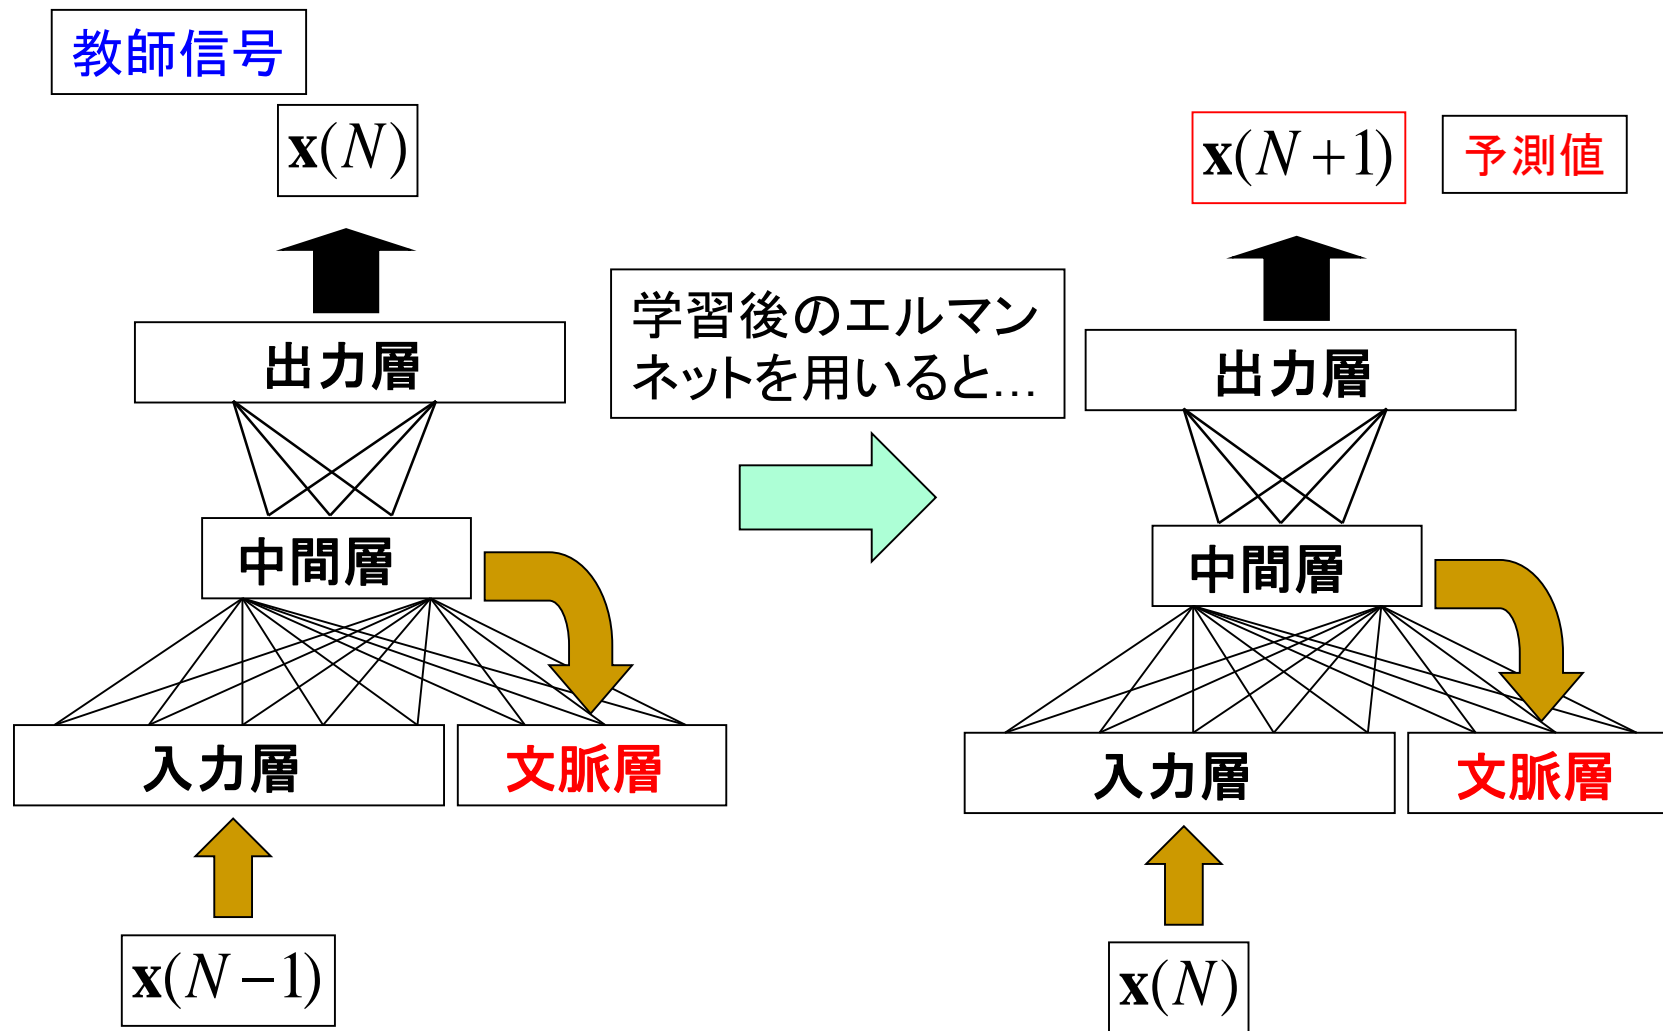 教師信号
x(N)
出力層
中間層
入力層
文脈層
x(N−1)
学習後のエルマン
ネットを用いると…
x(N+1)
予測値
出力層
中間層
入力層
文脈層
x(N)